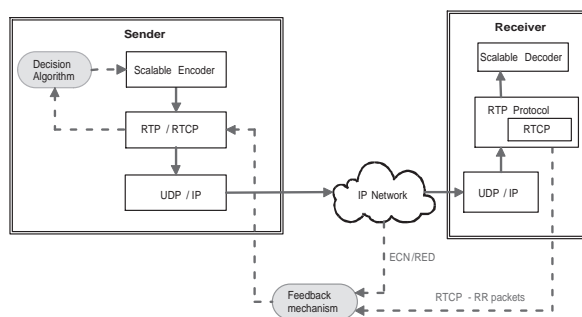 Sender
Decision
Algorithm
Scalable Encoder
RTP / RTCP
UDP / IP
IP Network
Receiver
Scalable Decoder
RTP Protocol
RTCP
UDP / IP
ECN/RED
RTCP - RR packets
Feedback
mechanism